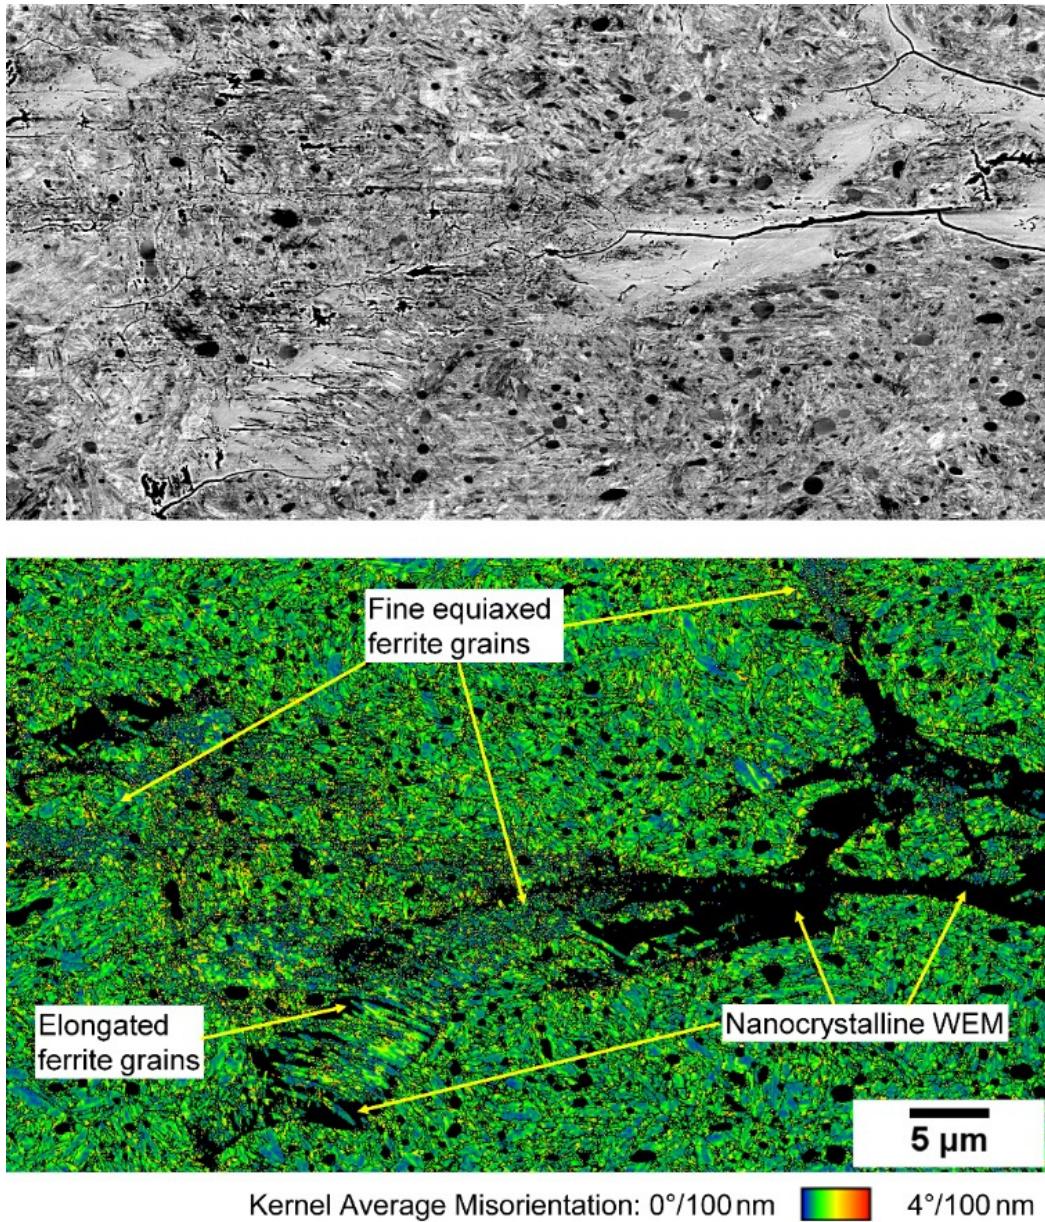 Fine equiaxed
ferrite grains
Elongated
ferrite grains
Nanocrystalline WEM
5 µm
Kernel Average Misorientation: 0°/100 nm 4°/100 nm